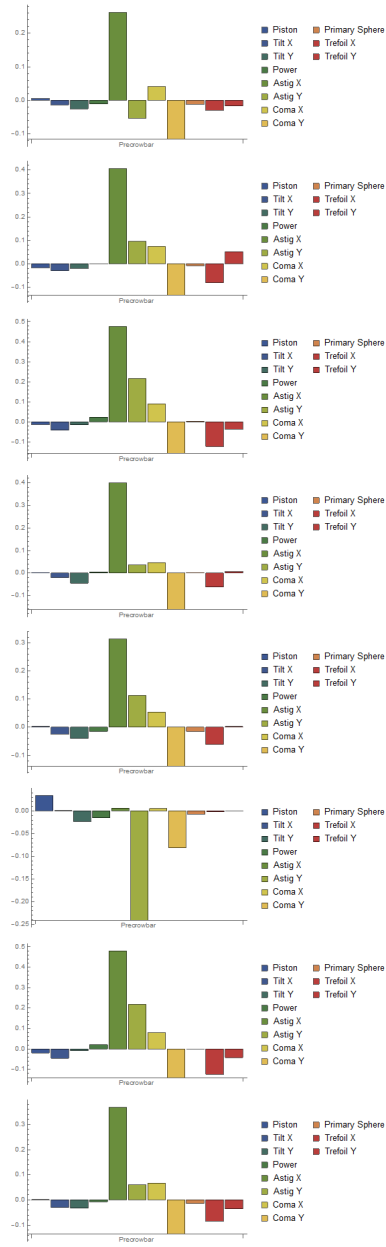 0.2
0.1
0.0
−0.1
Precrowbar
Piston
Tilt X
Tilt Y
Power
Astig X
Astig Y
Coma X
Coma Y
Primary Sphere
Trefoil X
Trefoil Y
0.4
0.3
0.2
0.1
0.0
−0.1
Precrowbar
Piston
Tilt X
Tilt Y
Power
Astig X
Astig Y
Coma X
Coma Y
Primary Sphere
Trefoil X
Trefoil Y
0.5
0.4
0.3
0.2
0.1
0.0
−0.1
Precrowbar
Piston
Tilt X
Tilt Y
Power
Astig X
Astig Y
Coma X
Coma Y
Primary Sphere
Trefoil X
Trefoil Y
0.4
0.3
0.2
0.1
0.0
−0.1
Precrowbar
Piston
Tilt X
Tilt Y
Power
Astig X
Astig Y
Coma X
Coma Y
Primary Sphere
Trefoil X
Trefoil Y
0.3
0.2
0.1
0.0
−0.1
Precrowbar
Piston
Tilt X
Tilt Y
Power
Astig X
Astig Y
Coma X
Coma Y
Primary Sphere
Trefoil X
Trefoil Y
0.00
−0.05
−0.10
−0.15
−0.20
−0.25
Precrowbar
Piston
Tilt X
Tilt Y
Power
Astig X
Astig Y
Coma X
Coma Y
Primary Sphere
Trefoil X
Trefoil Y
0.5
0.4
0.3
0.2
0.1
0.0
−0.1
Precrowbar
Piston
Tilt X
Tilt Y
Power
Astig X
Astig Y
Coma X
Coma Y
Primary Sphere
Trefoil X
Trefoil Y
0.3
0.2
0.1
0.0
−0.1
Precrowbar
Piston
Tilt X
Tilt Y
Power
Astig X
Astig Y
Coma X
Coma Y
Primary Sphere
Trefoil X
Trefoil Y